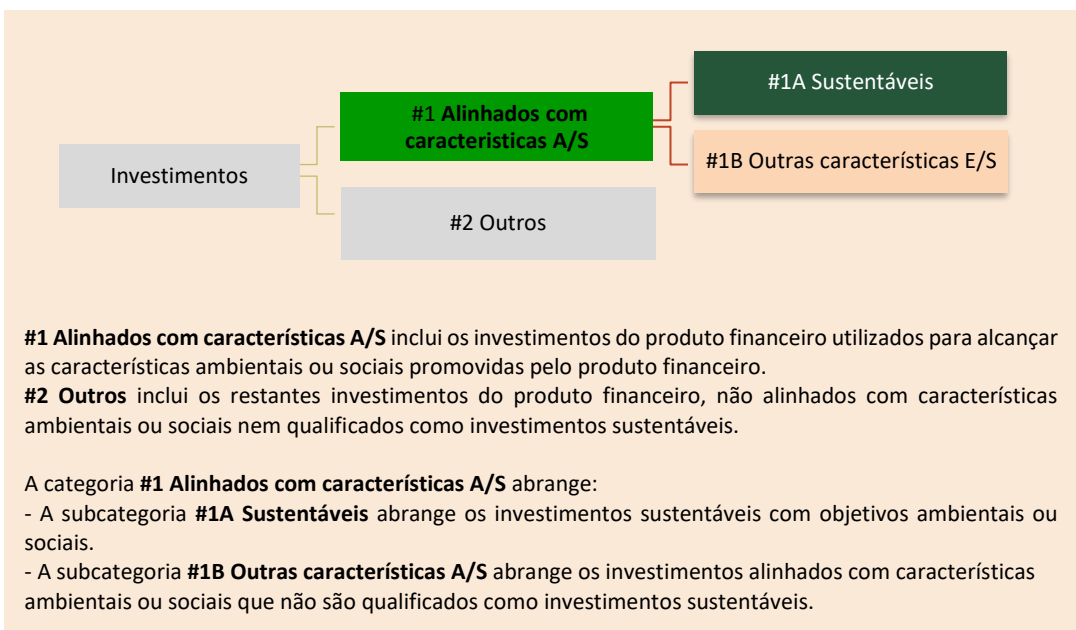 #1A Sustentáveis
#1 Alinhados com
caracteristicas A/S
#1B Outras características E/S
Investimentos
#2 Outros
#1 Alinhados com características A/S inclui os investimentos do produto financeiro utilizados para alcançar
as características ambientais ou sociais promovidas pelo produto financeiro.
#2 Outros inclui os restantes investimentos do produto financeiro, não alinhados com características
ambientais ou sociais nem qualificados como investimentos sustentáveis.
A categoria #1 Alinhados com características A/S abrange:
- A subcategoria #1A Sustentáveis abrange os investimentos sustentáveis com objetivos ambientais ou
sociais.
- A subcategoria #1B Outras características A/S abrange os investimentos alinhados com características
ambientais ou sociais que não são qualificados como investimentos sustentáveis.